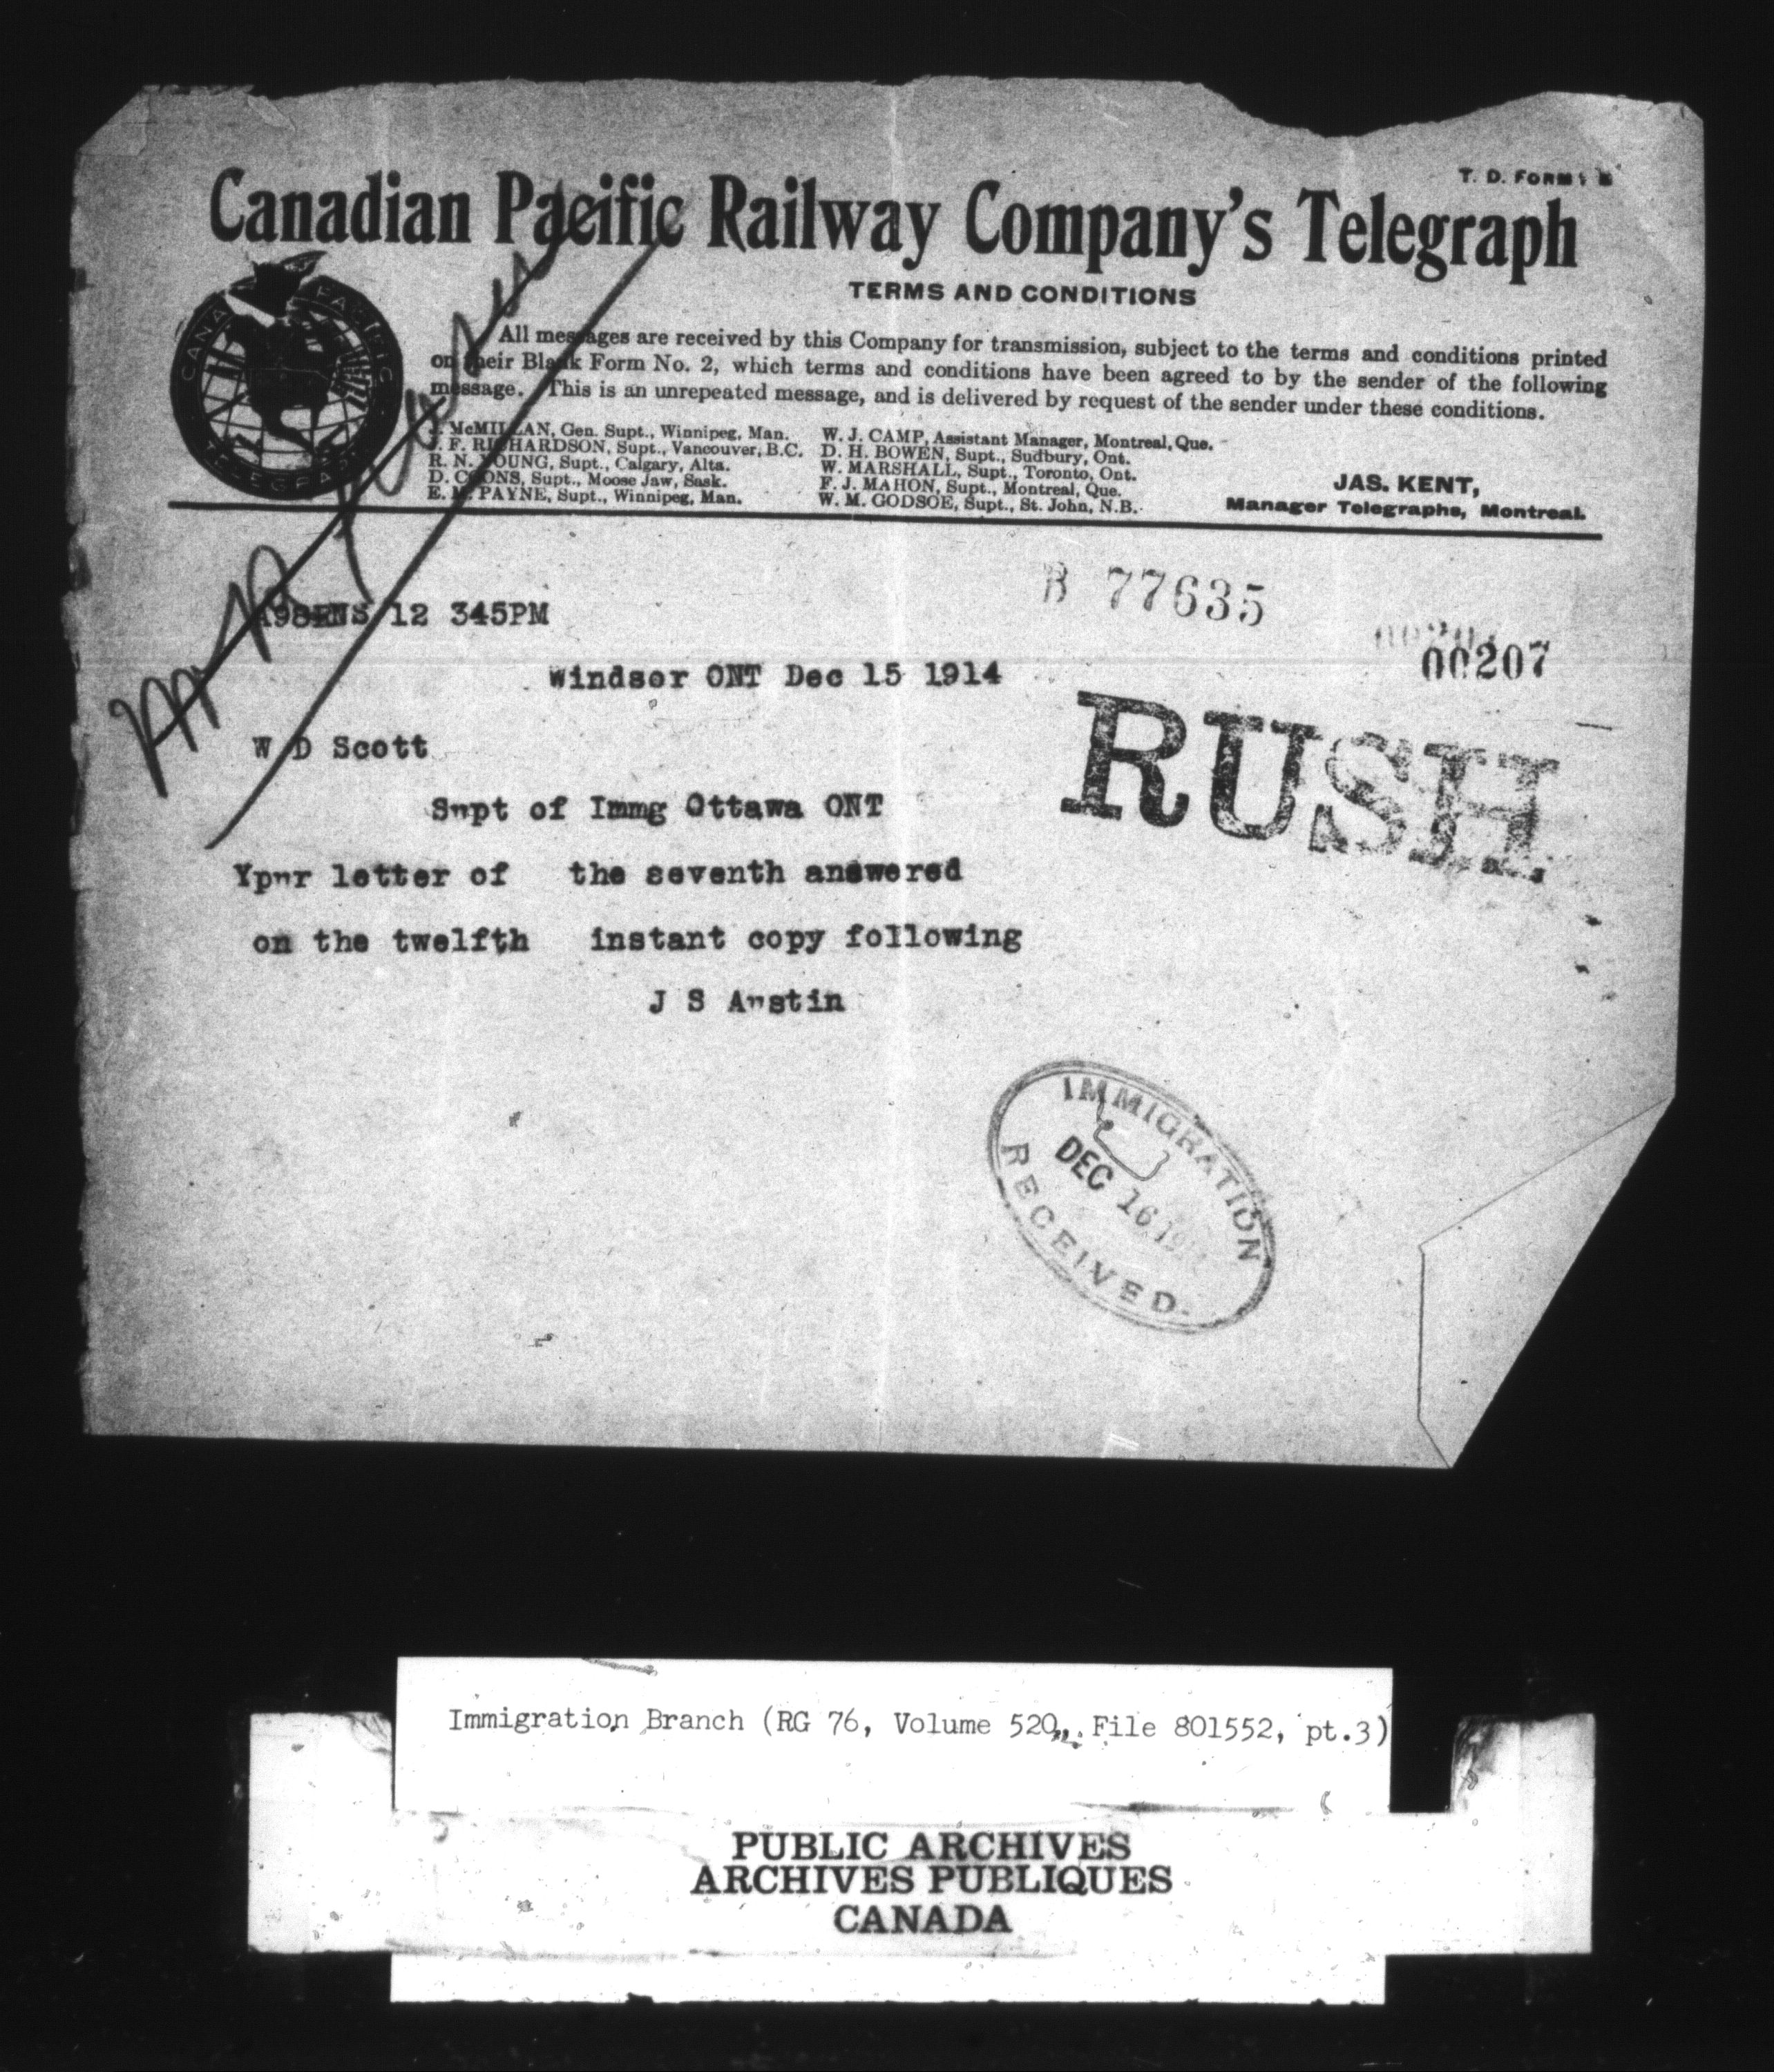 T. D. FORM
Canadian Pacific Railway Company's Telegraph
TERMS AND CONDITIONS
All messages are received by this Company for transmission, subject to the terms and conditions printed
on their Blank Form No. 2, which terms and conditions have been agreed to by the sender of the following
message. This is an unrepeated message, and is delivered by request of the sender under these conditions.
J. McMILLAN, Gen. Supt., Winnipeg, Man.
J. F. RICHARDSON, Supt., Vancouver, B.C.
R. N. YOUNG, Supt., Calgary, Alta.
D. COONS, Supt., Moose Jaw, Sask.
E. M. PAYNE, Supt., Winnipeg, Man.
W. J. CAMP, Assistant Manager, Montreal, Que.
D. H. BOWEN, Supt., Sudbury, Ont.
W. MARSHALL, Supt., Toronto, Ont.
F. J. MAHON, Supt., Montreal, Que.
W. M. GODSOE, Supt., St. John, N.B.
JAS. KENT,
Manager Telegraphs, Montreal.
CANADIAN PACIFIC
TELEGRAPH
B 77635
12 345PM
00207
Windsor ONT Dec 15 1914
RUSH
W D Scott
Swpt of Immg Ottawa ONT
Ypwr letter of the seventh answered
on the twelfth instant copy following
J S Awstin
IMMIGRATION
DEC 16 191
RECEIVED
Immigration Branch (RG 76, Volume 520,, File 801552, pt.3)
PUBLIC ARCHIVES
ARCHIVES PUBLIQUES
CANADA